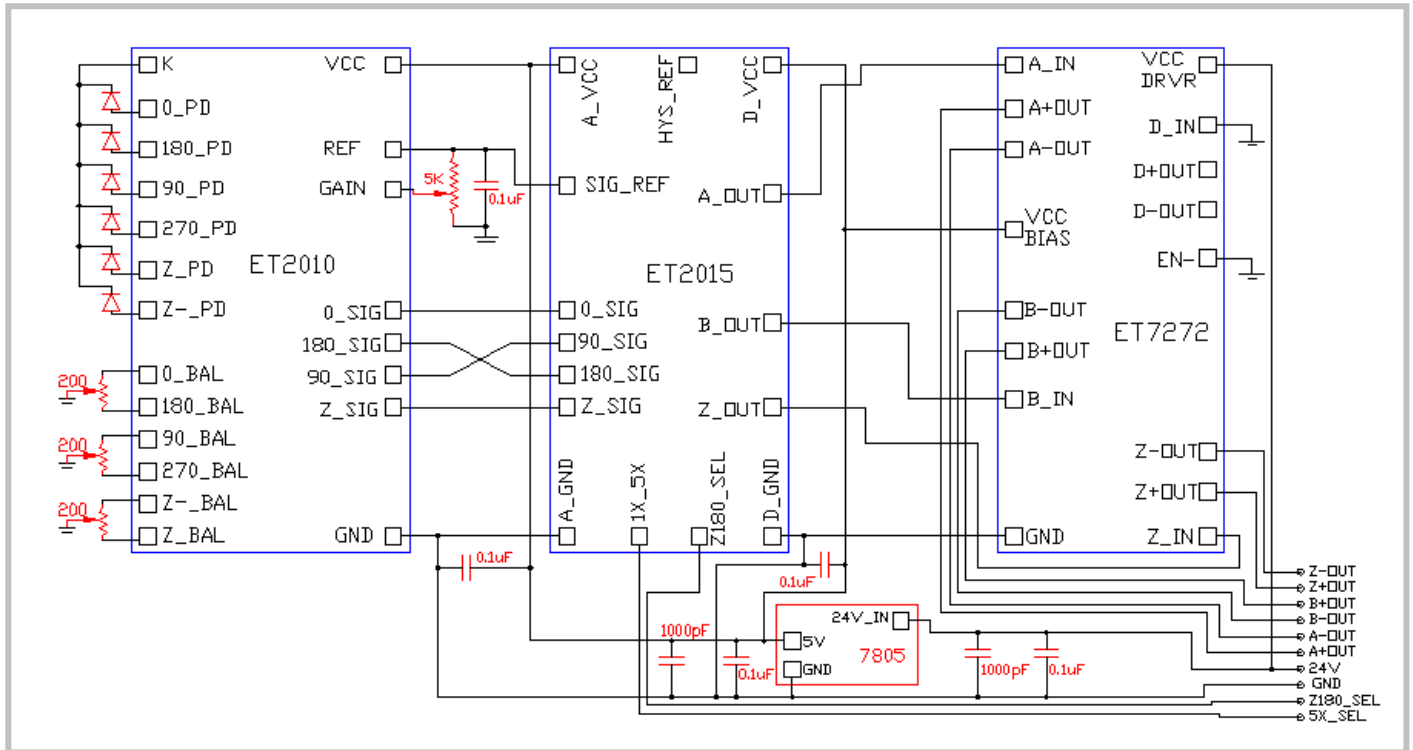 K
VCC
0_PD
180_PD
REF
90_PD
GAIN
270_PD
Z_PD
ET2010
Z-_PD
0_SIG
180_SIG
90_SIG
Z_SIG
0_BAL
180_BAL
90_BAL
270_BAL
Z-_BAL
Z_BAL
GND
200
200
200
5K
0.1uF
A_VCC
HYS_REF
D_VCC
SIG_REF
A_OUT
ET2015
0_SIG
B_OUT
90_SIG
180_SIG
Z_SIG
Z_OUT
A_GND
1X_5X
Z180_SEL
D_GND
A_IN
VCC
DRVR
A+OUT
D_IN
A-OUT
D+OUT
D-OUT
VCC
BIAS
EN-
B-OUT
ET7272
B+OUT
B_IN
Z-OUT
Z+OUT
GND
Z_IN
0.1uF
0.1uF
1000pF
0.1uF
24V_IN
5V
7805
GND
1000pF
0.1uF
Z-OUT
Z+OUT
B+OUT
B-OUT
A-OUT
A+OUT
24V
GND
Z180_SEL
5X_SEL